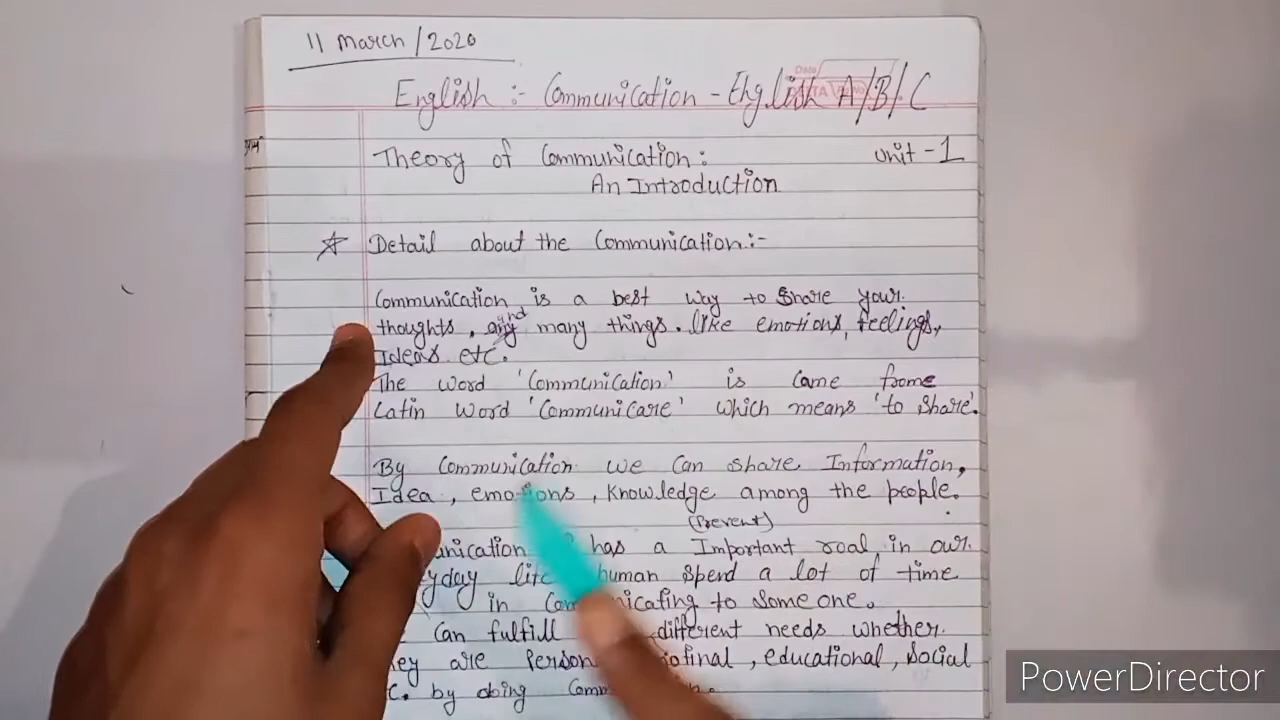 11 March/2020
English :- Communication - English A/B/C
Theory of Communication: Unit - 1
An Introduction
Detail about the Communication:-
Communication is a best way to share your
thoughts, and many things. like emotions, feelings,
Ideas etc.
The word 'Communication' is came frome
Latin word 'Communicare' which means 'to share'.
By Communication we can share Information,
Idea, emotions, knowledge among the people.
(Prevent)
has a Important roal in our
human spend a lot of time
in to someone.
can fulfill different needs whether
are , educational, social
by doing
PowerDirector